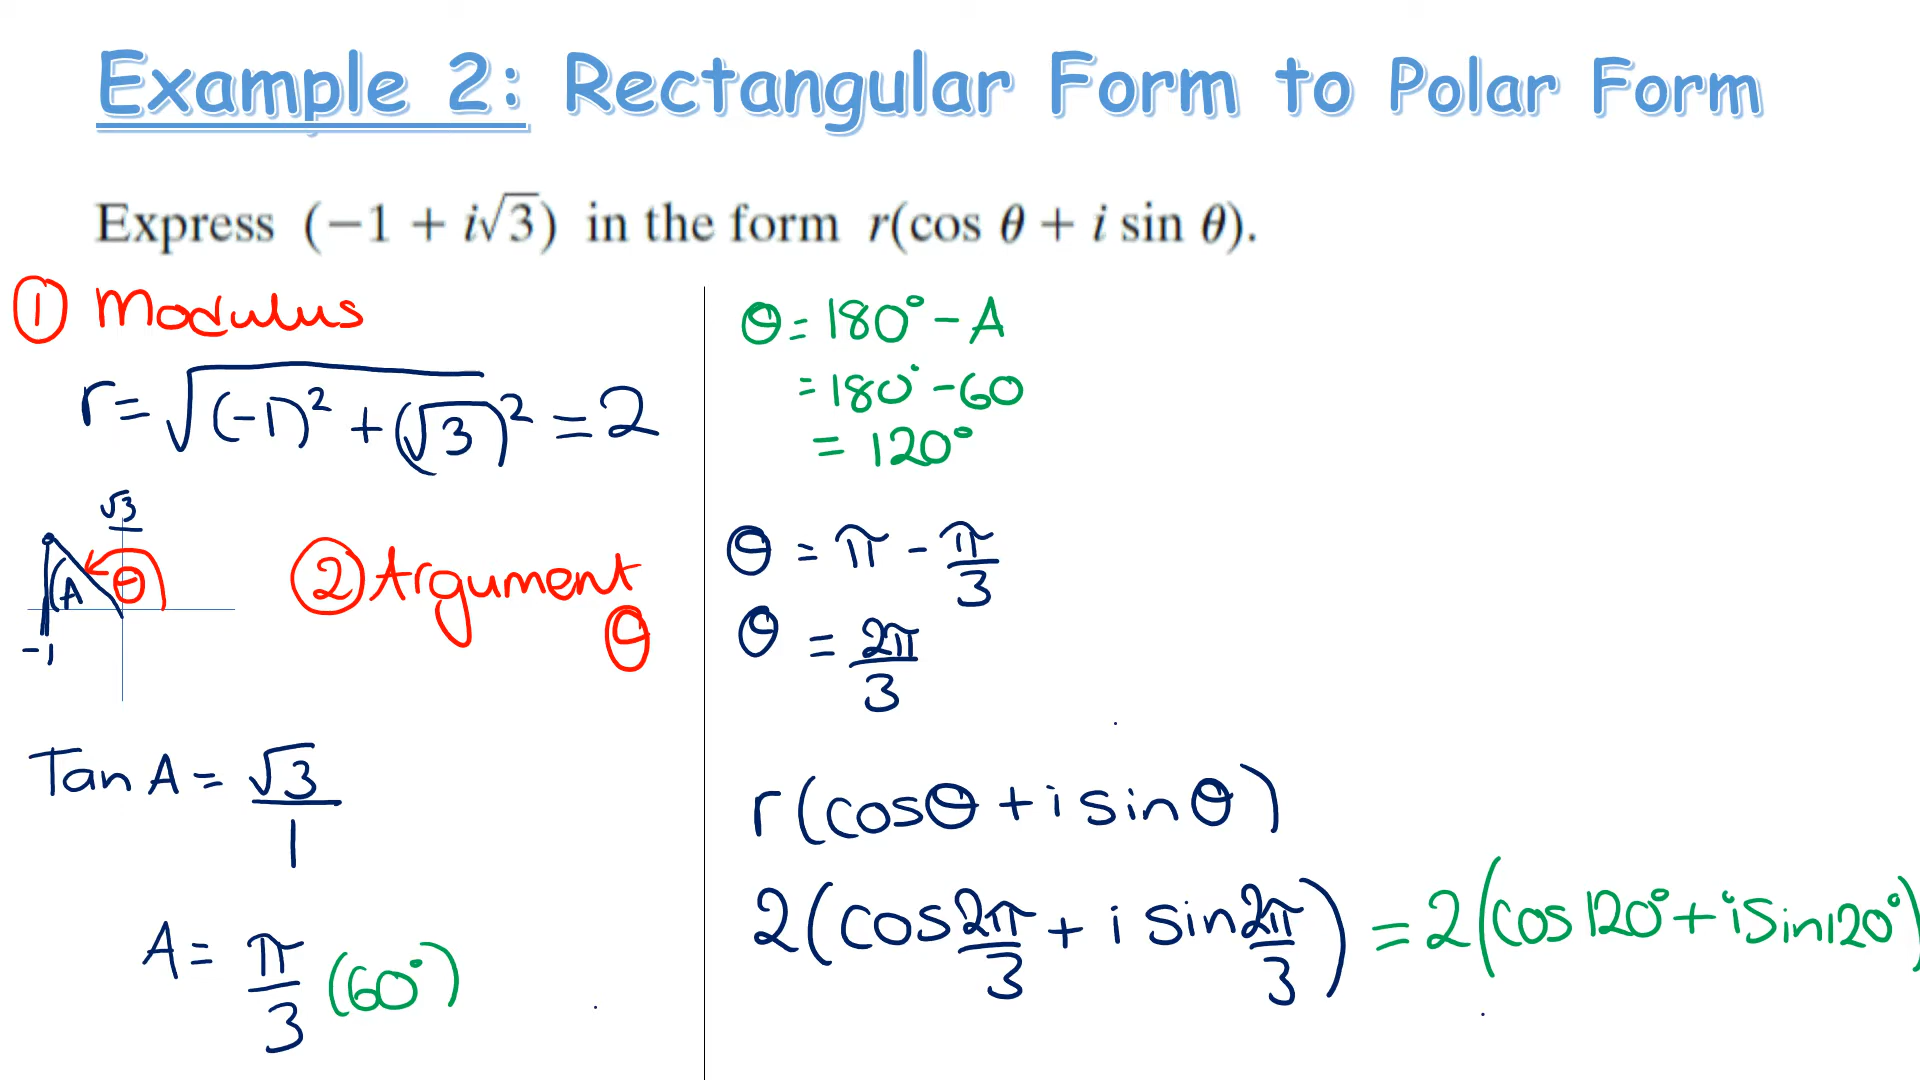 Example 2: Rectangular Form to Polar Form
Express (−1 + i√3) in the form r(cos θ + i sin θ).
① Modulus
r = √((-1)² + (√3)²) = 2
√3
A θ
-1
② Argument
θ
Tan A = √3/1
A = π/3 (60°)
θ = 180° - A
= 180° - 60
= 120°
θ = π - π/3
θ = 2π/3
r(cosθ + i sinθ)
2(cos 2π/3 + i sin 2π/3) = 2(cos 120° + i Sin 120°)